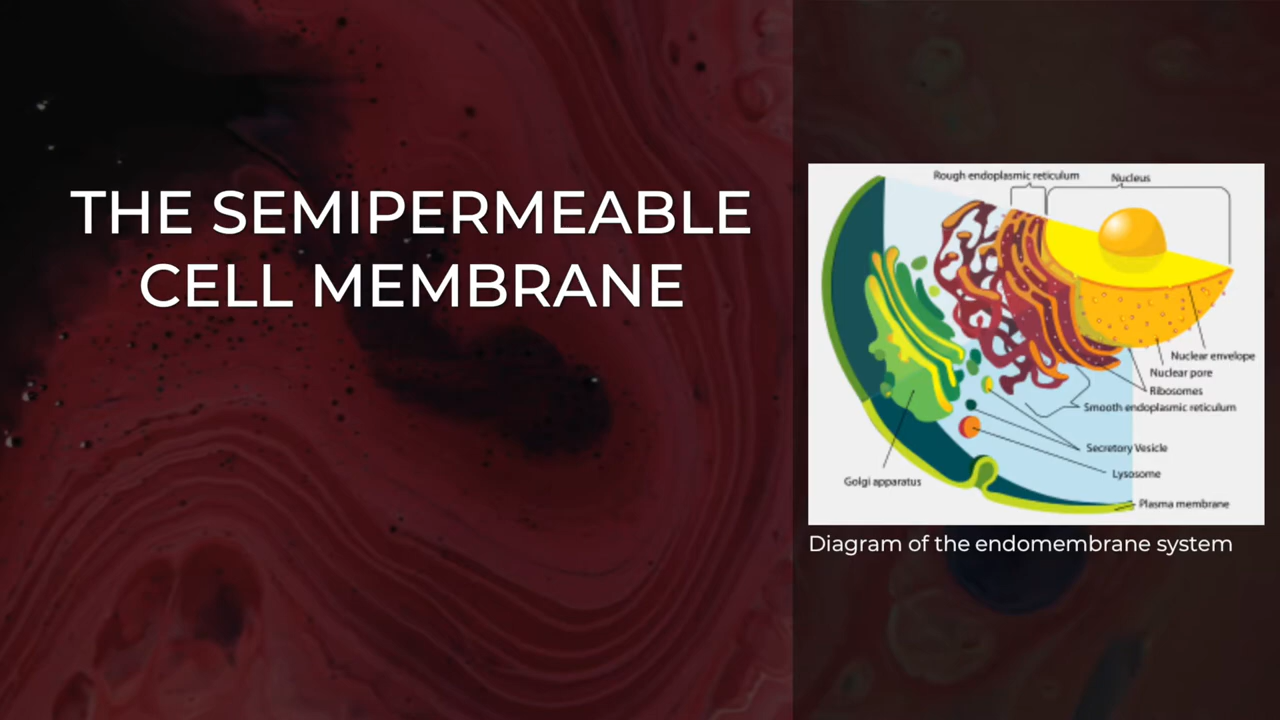 THE SEMIPERMEABLE
CELL MEMBRANE
Rough endoplasmic reticulum
Nucleus
Nuclear envelope
Nuclear pore
Ribosomes
Smooth endoplasmic reticulum
Secretory Vesicle
Lysosome
Golgi apparatus
Plasma membrane
Diagram of the endomembrane system